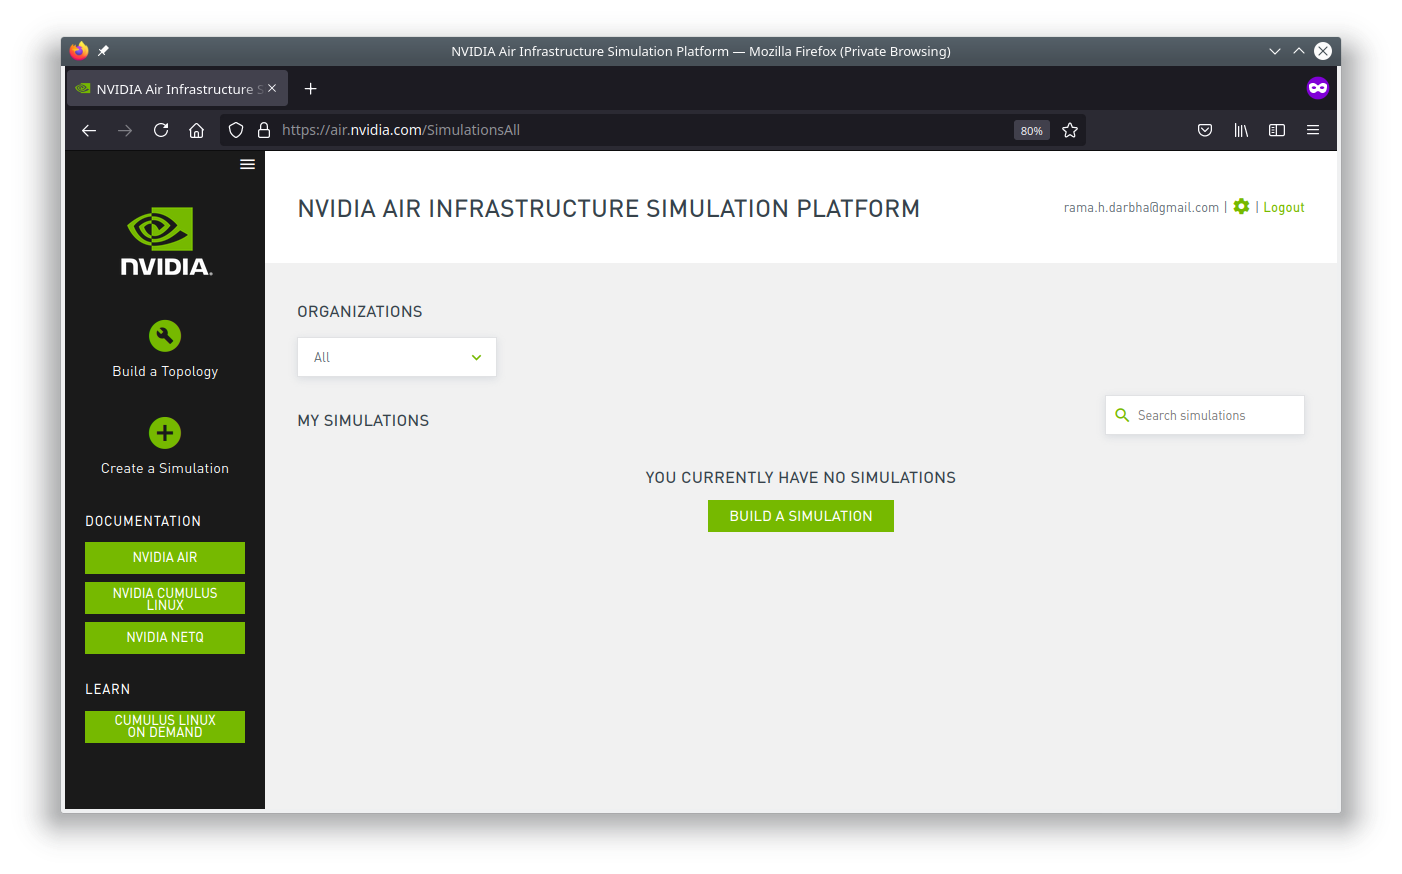 NVIDIA Air Infrastructure Simulation Platform — Mozilla Firefox (Private Browsing)
NVIDIA Air Infrastructure S
https://air.nvidia.com/SimulationsAll
80%
NVIDIA.
Build a Topology
Create a Simulation
DOCUMENTATION
NVIDIA AIR
NVIDIA CUMULUS
LINUX
NVIDIA NETQ
LEARN
CUMULUS LINUX
ON DEMAND
NVIDIA AIR INFRASTRUCTURE SIMULATION PLATFORM
rama.h.darbha@gmail.com | | Logout
ORGANIZATIONS
All
MY SIMULATIONS
Search simulations
YOU CURRENTLY HAVE NO SIMULATIONS
BUILD A SIMULATION